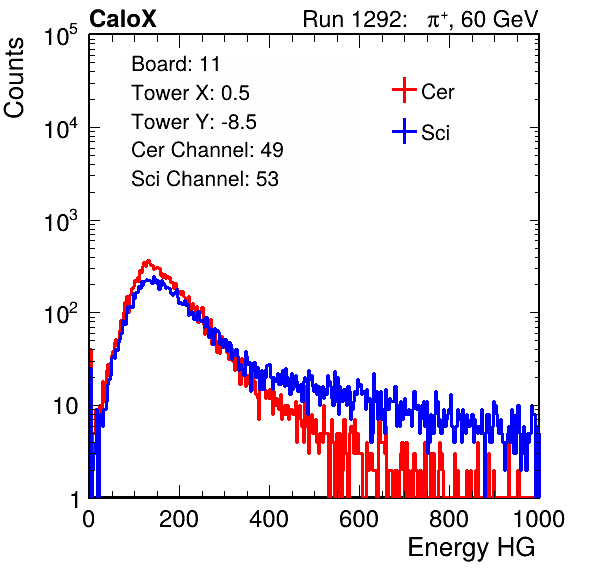 CaloX Run 1292: π⁺, 60 GeV
Counts
10⁵
10⁴
10³
10²
10
1
Board: 11
Tower X: 0.5
Tower Y: -8.5
Cer Channel: 49
Sci Channel: 53
Cer
Sci
0 200 400 600 800 1000
Energy HG